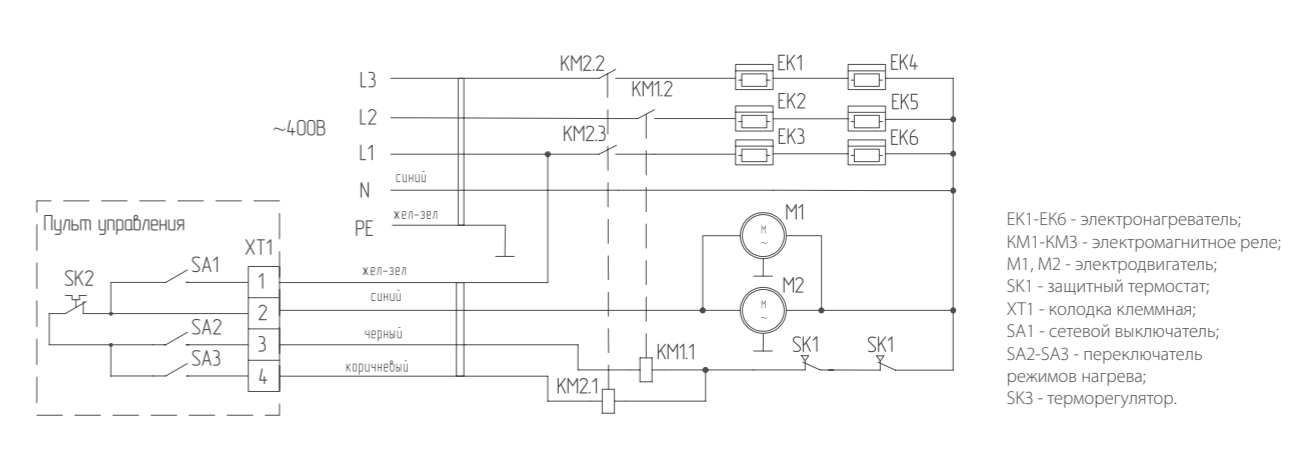 KM2.2
EK1
EK4
L3
KM1.2
EK2
EK5
L2
~400В
KM2.3
EK3
EK6
L1
синий
N
жел-зел
PE
M1
М
~
Пульт управления
XT1
SK2
SA1
1
жел-зел
M2
М
~
2
синий
SA2
3
черный
KM1.1
SK1
SK1
SA3
4
коричневый
KM2.1
EK1-EK6 - электронагреватель;
KM1-KM3 - электромагнитное реле;
M1, M2 - электродвигатель;
SK1 - защитный термостат;
XT1 - колодка клеммная;
SA1 - сетевой выключатель;
SA2-SA3 - переключатель
режимов нагрева;
SK3 - терморегулятор.